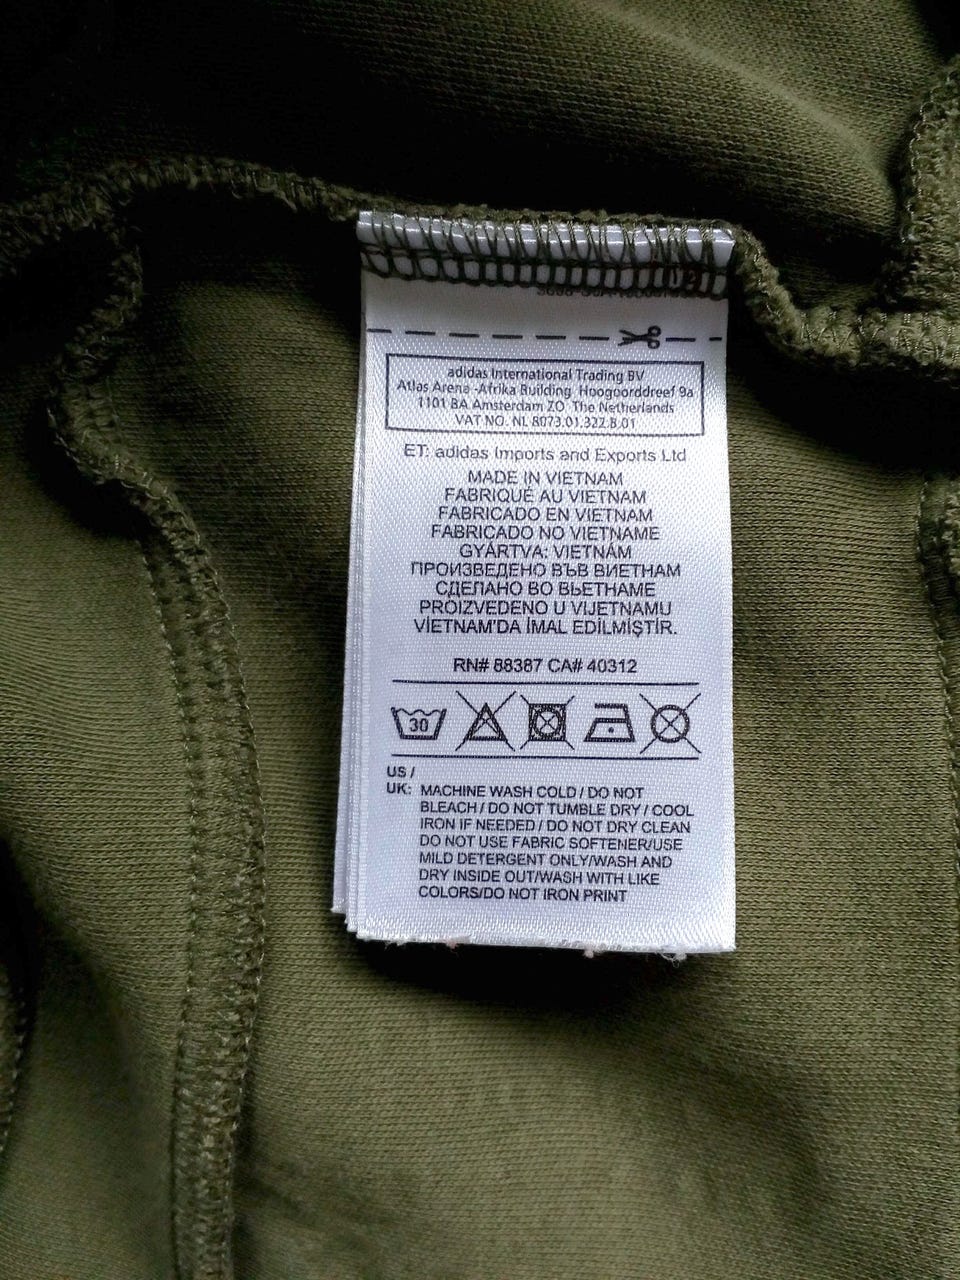 adidas International Trading BV
Atlas Arena -Afrika Building Hoogoorddreef 9a
1101 BA Amsterdam ZO The Netherlands
VAT NO. NL 8073.01.322.B.01
ET: adidas Imports and Exports Ltd
MADE IN VIETNAM
FABRIQUÉ AU VIETNAM
FABRICADO EN VIETNAM
FABRICADO NO VIETNAME
GYÁRTVA: VIETNÁM
ПРОИЗВЕДЕНО ВЪВ ВИЕТНАМ
СДЕЛАНО ВО ВЬЕТНАМЕ
PROIZVEDENO U VIJETNAMU
VİETNAM'DA İMAL EDİLMİŞTİR.
RN# 88387 CA# 40312
30
US /
UK: MACHINE WASH COLD / DO NOT
BLEACH / DO NOT TUMBLE DRY / COOL
IRON IF NEEDED / DO NOT DRY CLEAN
DO NOT USE FABRIC SOFTENER/USE
MILD DETERGENT ONLY/WASH AND
DRY INSIDE OUT/WASH WITH LIKE
COLORS/DO NOT IRON PRINT